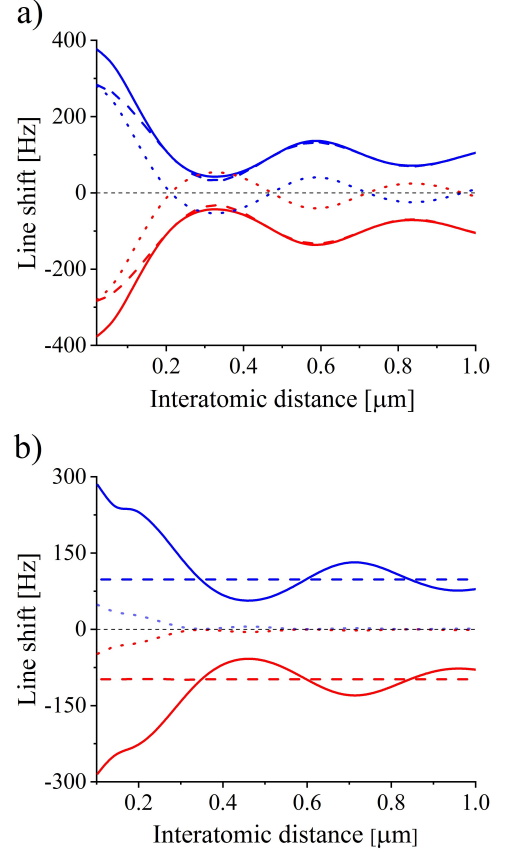 a)
400
200
0
-200
-400
Line shift [Hz]
0.2 0.4 0.6 0.8 1.0
Interatomic distance [μm]
b)
300
150
0
-150
-300
Line shift [Hz]
0.2 0.4 0.6 0.8 1.0
Interatomic distance [μm]